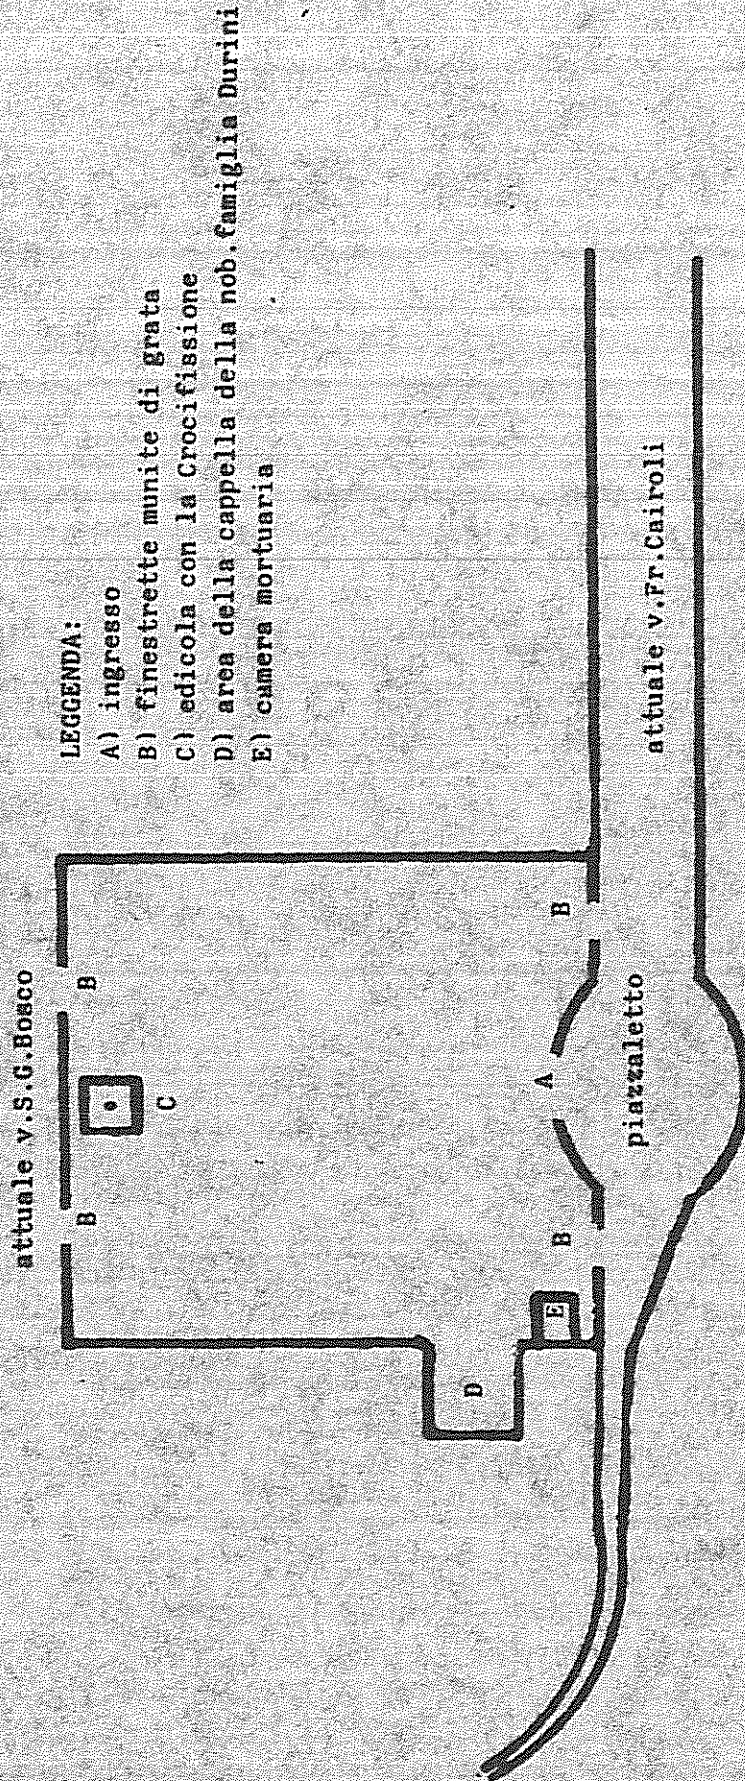 attuale v.S.G.Bosco
LEGGENDA:
A) ingresso
B) finestrette munite di grata
C) edicola con la Crocifissione
D) area della cappella della nob.famiglia Durini
E) camera mortuaria
B
B
C
D
E
B
A
B
piazzaletto
attuale v.Fr.Cairoli